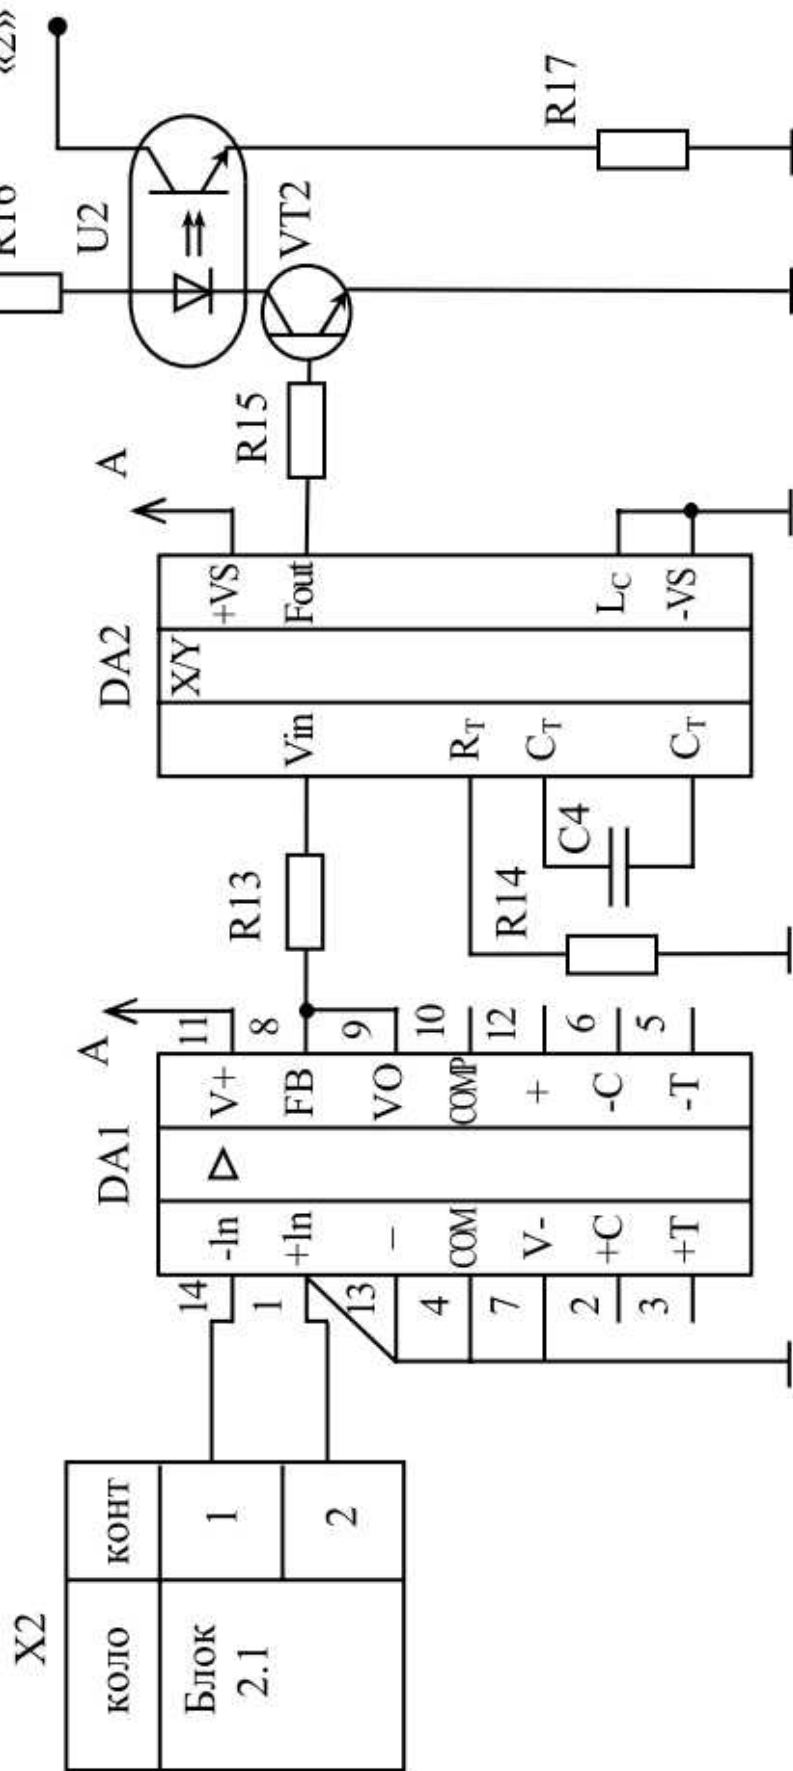 X2
коло
конт
Блок
2.1
1
2
DA1
14
-In
1
+In
13
–
4
COM
7
V-
2
+C
3
+T
A
11
V+
8
FB
9
VO
10
COMP
12
+
6
-C
5
-T
R13
R14
C4
DA2
X/Y
Vin
RT
CT
CT
+VS
Fout
LC
-VS
A
R15
VT2
U2
R16
«2»
R17